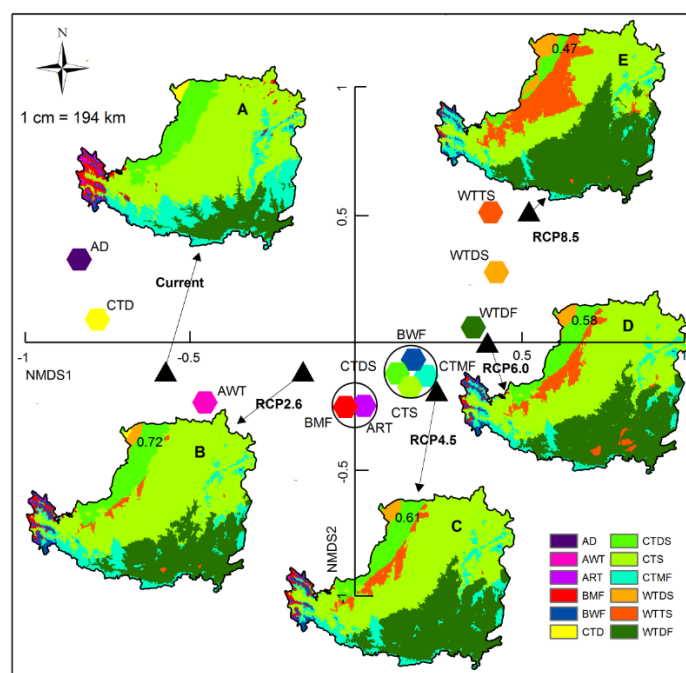 N
1 cm = 194 km
A
0.47
E
1
0.5
WTTS
RCP8.5
AD
CTD
Current
WTDS
WTDF
0.58
D
BWF
-1
-0.5
0.5
NMDS1
CTDS
CTMF
RCP6.0
AWT
RCP2.6
CTS
BMF
ART
RCP4.5
0.72
B
-0.5
NMDS2
0.61
C
-1
AD
AWT
ART
BMF
BWF
CTD
CTDS
CTS
CTMF
WTDS
WTTS
WTDF